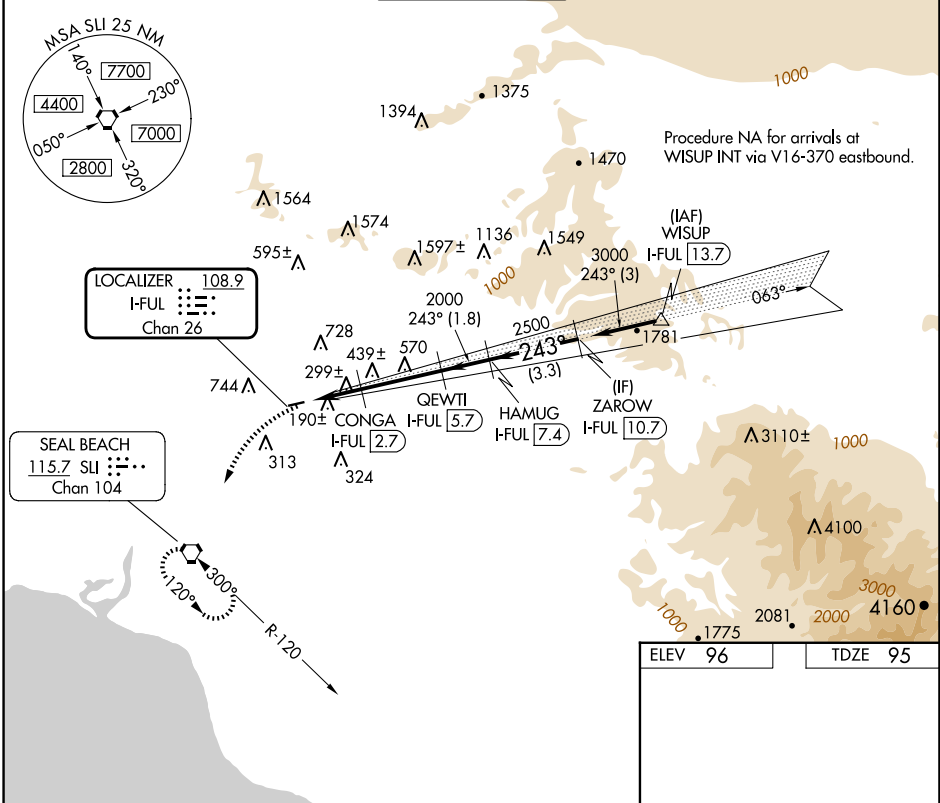 MSA SLI 25 NM
140°
7700
230°
4400
7000
050°
2800
320°
1375
1394
1000
Procedure NA for arrivals at
WISUP INT via V16-370 eastbound.
1470
1564
1574
595±
1597±
1136
1549
1000
(IAF)
WISUP
I-FUL 13.7
3000
243° (3)
063°
LOCALIZER 108.9
I-FUL
Chan 26
2000
243° (1.8)
2500
243°
(3.3)
1781
728
439±
570
299±
744
190±
CONGA
I-FUL 2.7
QEWTI
I-FUL 5.7
HAMUG
I-FUL 7.4
(IF)
ZAROW
I-FUL 10.7
313
324
3110±
1000
SEAL BEACH
115.7 SLI
Chan 104
4100
300°
120°
R-120
3000
4160
1000
1775
2081
2000
ELEV 96
TDZE 95